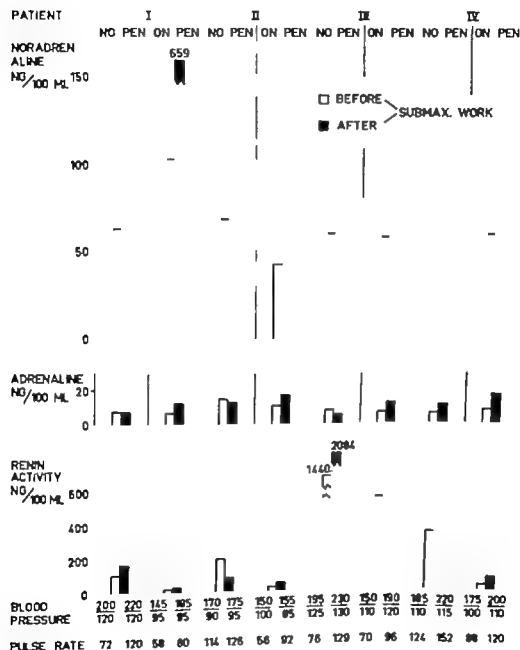 PATIENT I II III IV
NO PEN ON PEN NO PEN ON PEN NO PEN ON PEN NO PEN ON PEN
NORADREN
ALINE
NG/100 ML
659
150
BEFORE
AFTER
SUBMAX. WORK
100
50
0
ADRENALINE
NG/100 ML
20
0
RENIN
ACTIVITY
NG/100 ML
1440
2084
600
400
200
0
BLOOD PRESSURE
200/120 220/120 145/95 195/95 170/90 175/95 150/100 155/85 195/125 230/130 150/110 190/120 185/115 220/115 175/100 200/110
PULSE RATE 72 120 58 80 114 126 56 92 76 129 70 96 124 152 88 120